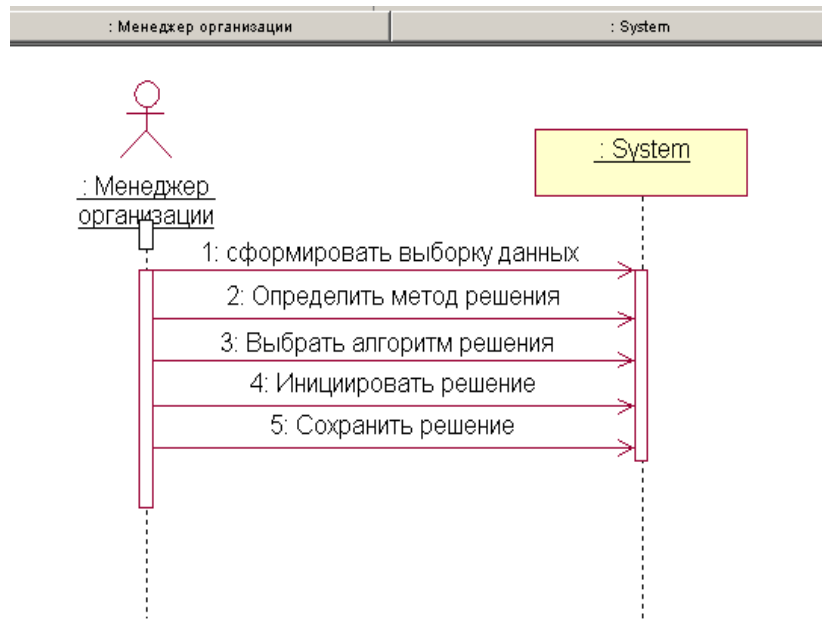 : Менеджер организации
: System
: Менеджер
организации
: System
1: сформировать выборку данных
2: Определить метод решения
3: Выбрать алгоритм решения
4: Инициировать решение
5: Сохранить решение